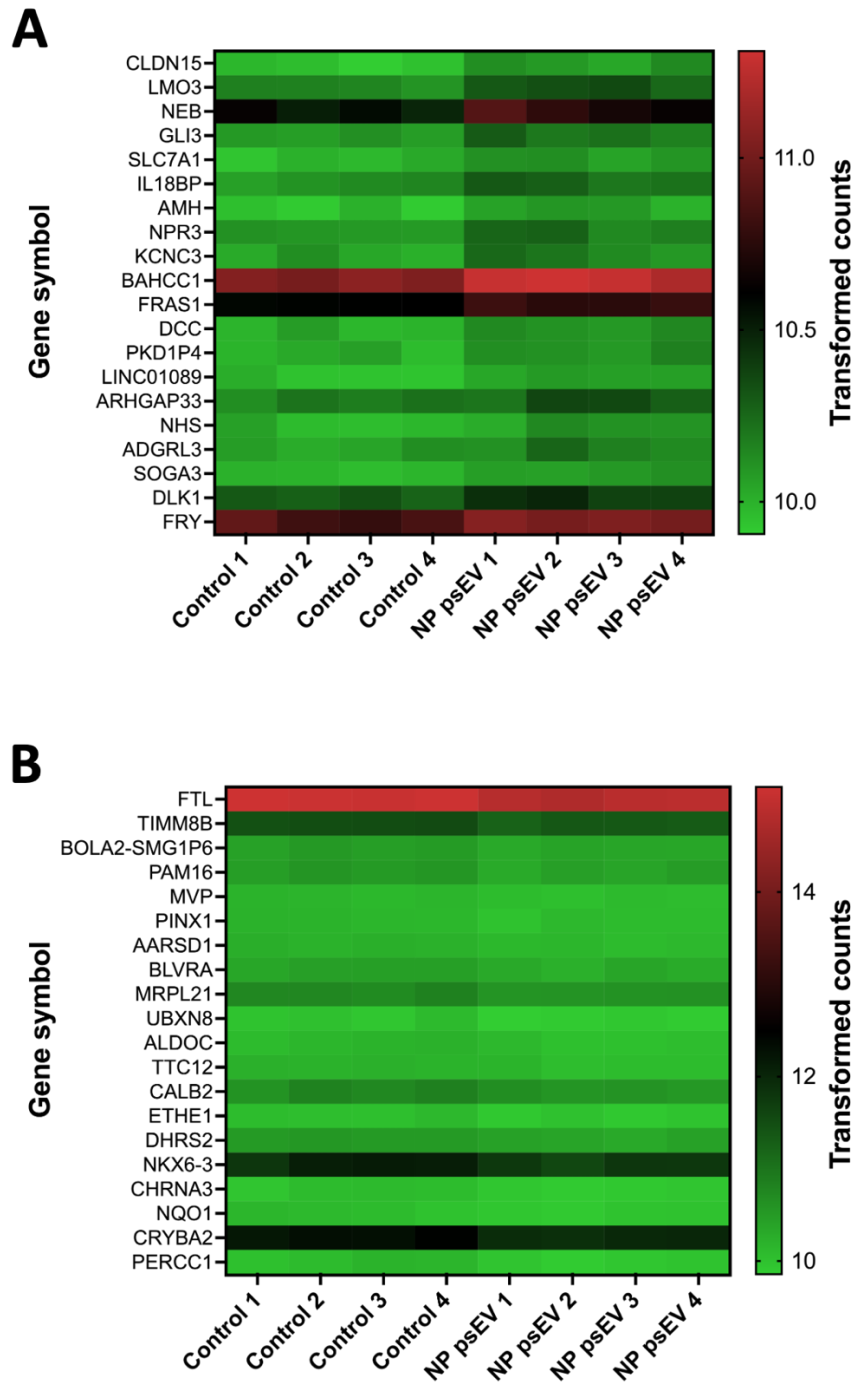 A
Gene symbol
CLDN15
LMO3
NEB
GLI3
SLC7A1
IL18BP
AMH
NPR3
KCNC3
BAHCC1
FRAS1
DCC
PKD1P4
LINC01089
ARHGAP33
NHS
ADGRL3
SOGA3
DLK1
FRY
Control 1
Control 2
Control 3
Control 4
NP psEV 1
NP psEV 2
NP psEV 3
NP psEV 4
11.0
10.5
10.0
Transformed counts
B
Gene symbol
FTL
TIMM8B
BOLA2-SMG1P6
PAM16
MVP
PINX1
AARSD1
BLVRA
MRPL21
UBXN8
ALDOC
TTC12
CALB2
ETHE1
DHRS2
NKX6-3
CHRNA3
NQO1
CRYBA2
PERCC1
Control 1
Control 2
Control 3
Control 4
NP psEV 1
NP psEV 2
NP psEV 3
NP psEV 4
14
12
10
Transformed counts